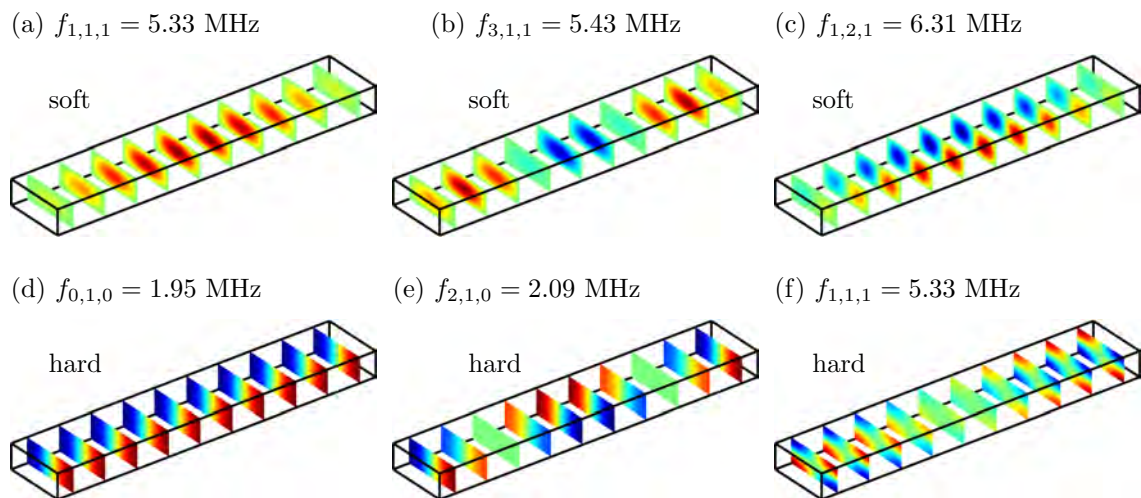 (a) f1,1,1 = 5.33 MHz
(b) f3,1,1 = 5.43 MHz
(c) f1,2,1 = 6.31 MHz
soft
soft
soft
(d) f0,1,0 = 1.95 MHz
(e) f2,1,0 = 2.09 MHz
(f) f1,1,1 = 5.33 MHz
hard
hard
hard